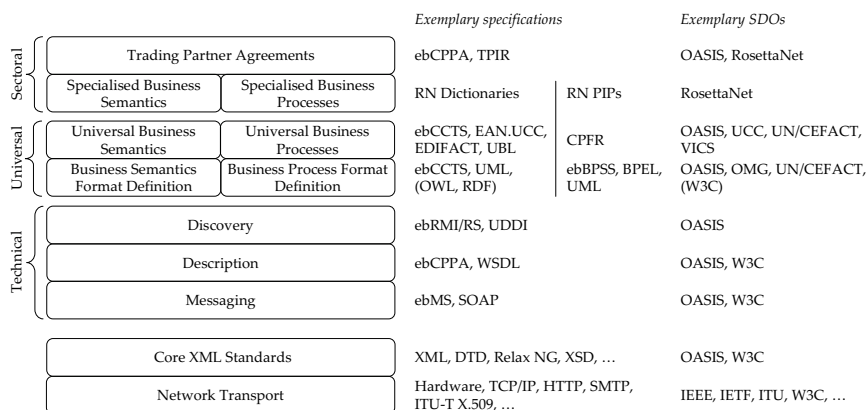 Exemplary specifications
Exemplary SDOs
Sectoral
Trading Partner Agreements
ebCPPA, TPIR
OASIS, RosettaNet
Specialised Business
Semantics
Specialised Business
Processes
RN Dictionaries
RN PIPs
RosettaNet
Universal
Universal Business
Semantics
Universal Business
Processes
ebCCTS, EAN.UCC,
EDIFACT, UBL
CPFR
OASIS, UCC, UN/CEFACT,
VICS
Business Semantics
Format Definition
Business Process Format
Definition
ebCCTS, UML,
(OWL, RDF)
ebBPSS, BPEL,
UML
OASIS, OMG, UN/CEFACT,
(W3C)
Technical
Discovery
ebRMI/RS, UDDI
OASIS
Description
ebCPPA, WSDL
OASIS, W3C
Messaging
ebMS, SOAP
OASIS, W3C
Core XML Standards
XML, DTD, Relax NG, XSD, …
OASIS, W3C
Network Transport
Hardware, TCP/IP, HTTP, SMTP,
ITU-T X.509, …
IEEE, IETF, ITU, W3C, …